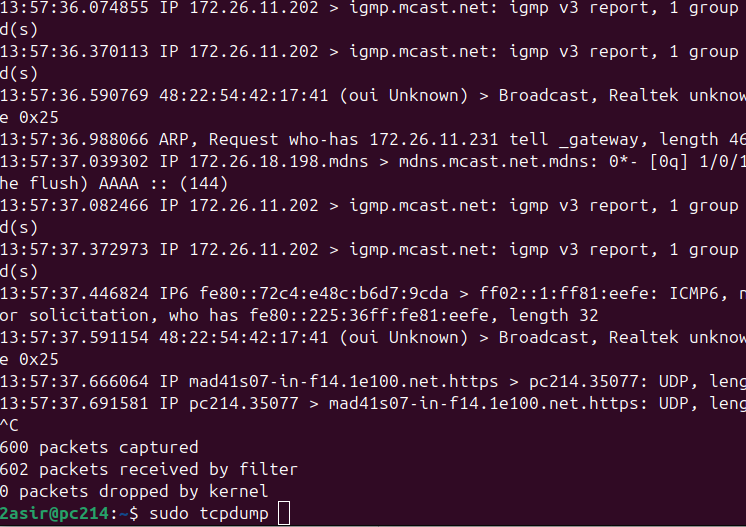 13:57:36.074855 IP 172.26.11.202 > igmp.mcast.net: igmp v3 report, 1 group
d(s)
13:57:36.370113 IP 172.26.11.202 > igmp.mcast.net: igmp v3 report, 1 group
d(s)
13:57:36.590769 48:22:54:42:17:41 (oui Unknown) > Broadcast, Realtek unknow
e 0x25
13:57:36.988066 ARP, Request who-has 172.26.11.231 tell _gateway, length 46
13:57:37.039302 IP 172.26.18.198.mdns > mdns.mcast.net.mdns: 0*- [0q] 1/0/1
he flush) AAAA :: (144)
13:57:37.082466 IP 172.26.11.202 > igmp.mcast.net: igmp v3 report, 1 group
d(s)
13:57:37.372973 IP 172.26.11.202 > igmp.mcast.net: igmp v3 report, 1 group
d(s)
13:57:37.446824 IP6 fe80::72c4:e48c:b6d7:9cda > ff02::1:ff81:eefe: ICMP6, n
or solicitation, who has fe80::225:36ff:fe81:eefe, length 32
13:57:37.591154 48:22:54:42:17:41 (oui Unknown) > Broadcast, Realtek unknow
e 0x25
13:57:37.666064 IP mad41s07-in-f14.1e100.net.https > pc214.35077: UDP, leng
13:57:37.691581 IP pc214.35077 > mad41s07-in-f14.1e100.net.https: UDP, leng
^C
600 packets captured
602 packets received by filter
0 packets dropped by kernel
2asir@pc214:~$ sudo tcpdump